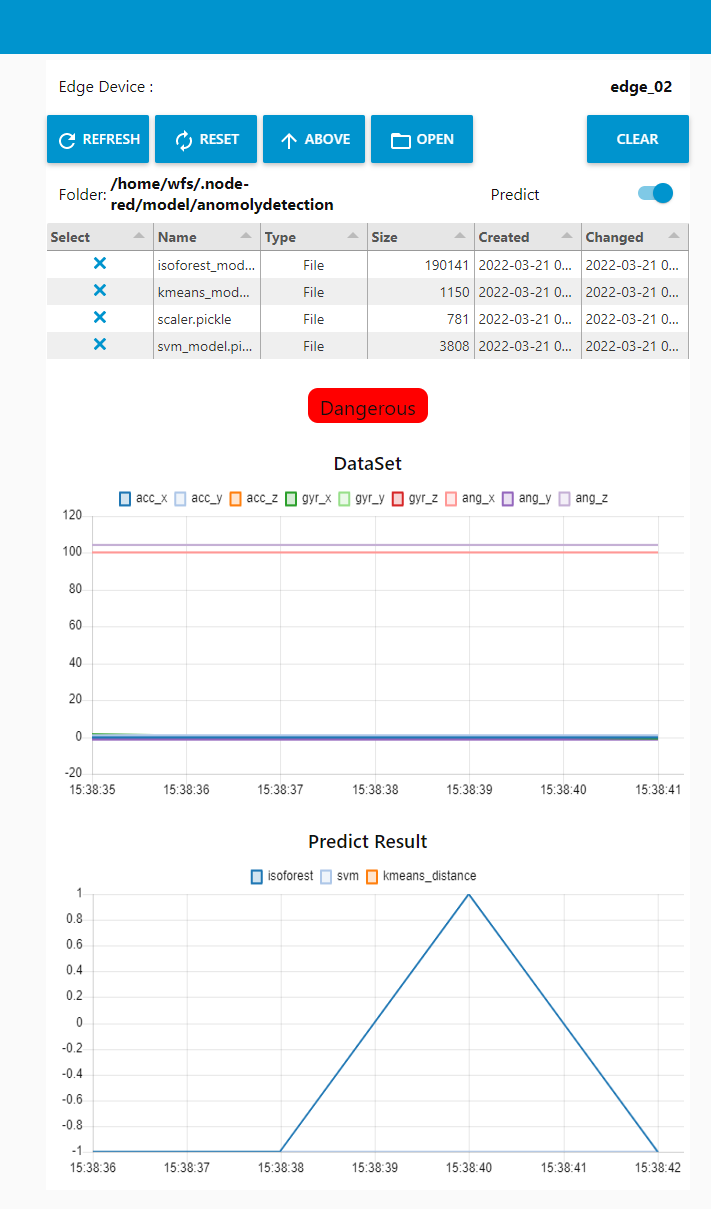 Edge Device : edge_02
REFRESH RESET ABOVE OPEN CLEAR
Folder: /home/wfs/.node-
red/model/anomolydetection Predict
Select Name Type Size Created Changed
isoforest_mod... File 190141 2022-03-21 0... 2022-03-21 0...
kmeans_mod... File 1150 2022-03-21 0... 2022-03-21 0...
scaler.pickle File 781 2022-03-21 0... 2022-03-21 0...
svm_model.pi... File 3808 2022-03-21 0... 2022-03-21 0...
Dangerous
DataSet
acc_x acc_y acc_z gyr_x gyr_y gyr_z ang_x ang_y ang_z
120
100
80
60
40
20
0
-20
15:38:35 15:38:36 15:38:37 15:38:38 15:38:39 15:38:40 15:38:41
Predict Result
isoforest svm kmeans_distance
1
0.8
0.6
0.4
0.2
0
-0.2
-0.4
-0.6
-0.8
-1
15:38:36 15:38:37 15:38:38 15:38:39 15:38:40 15:38:41 15:38:42